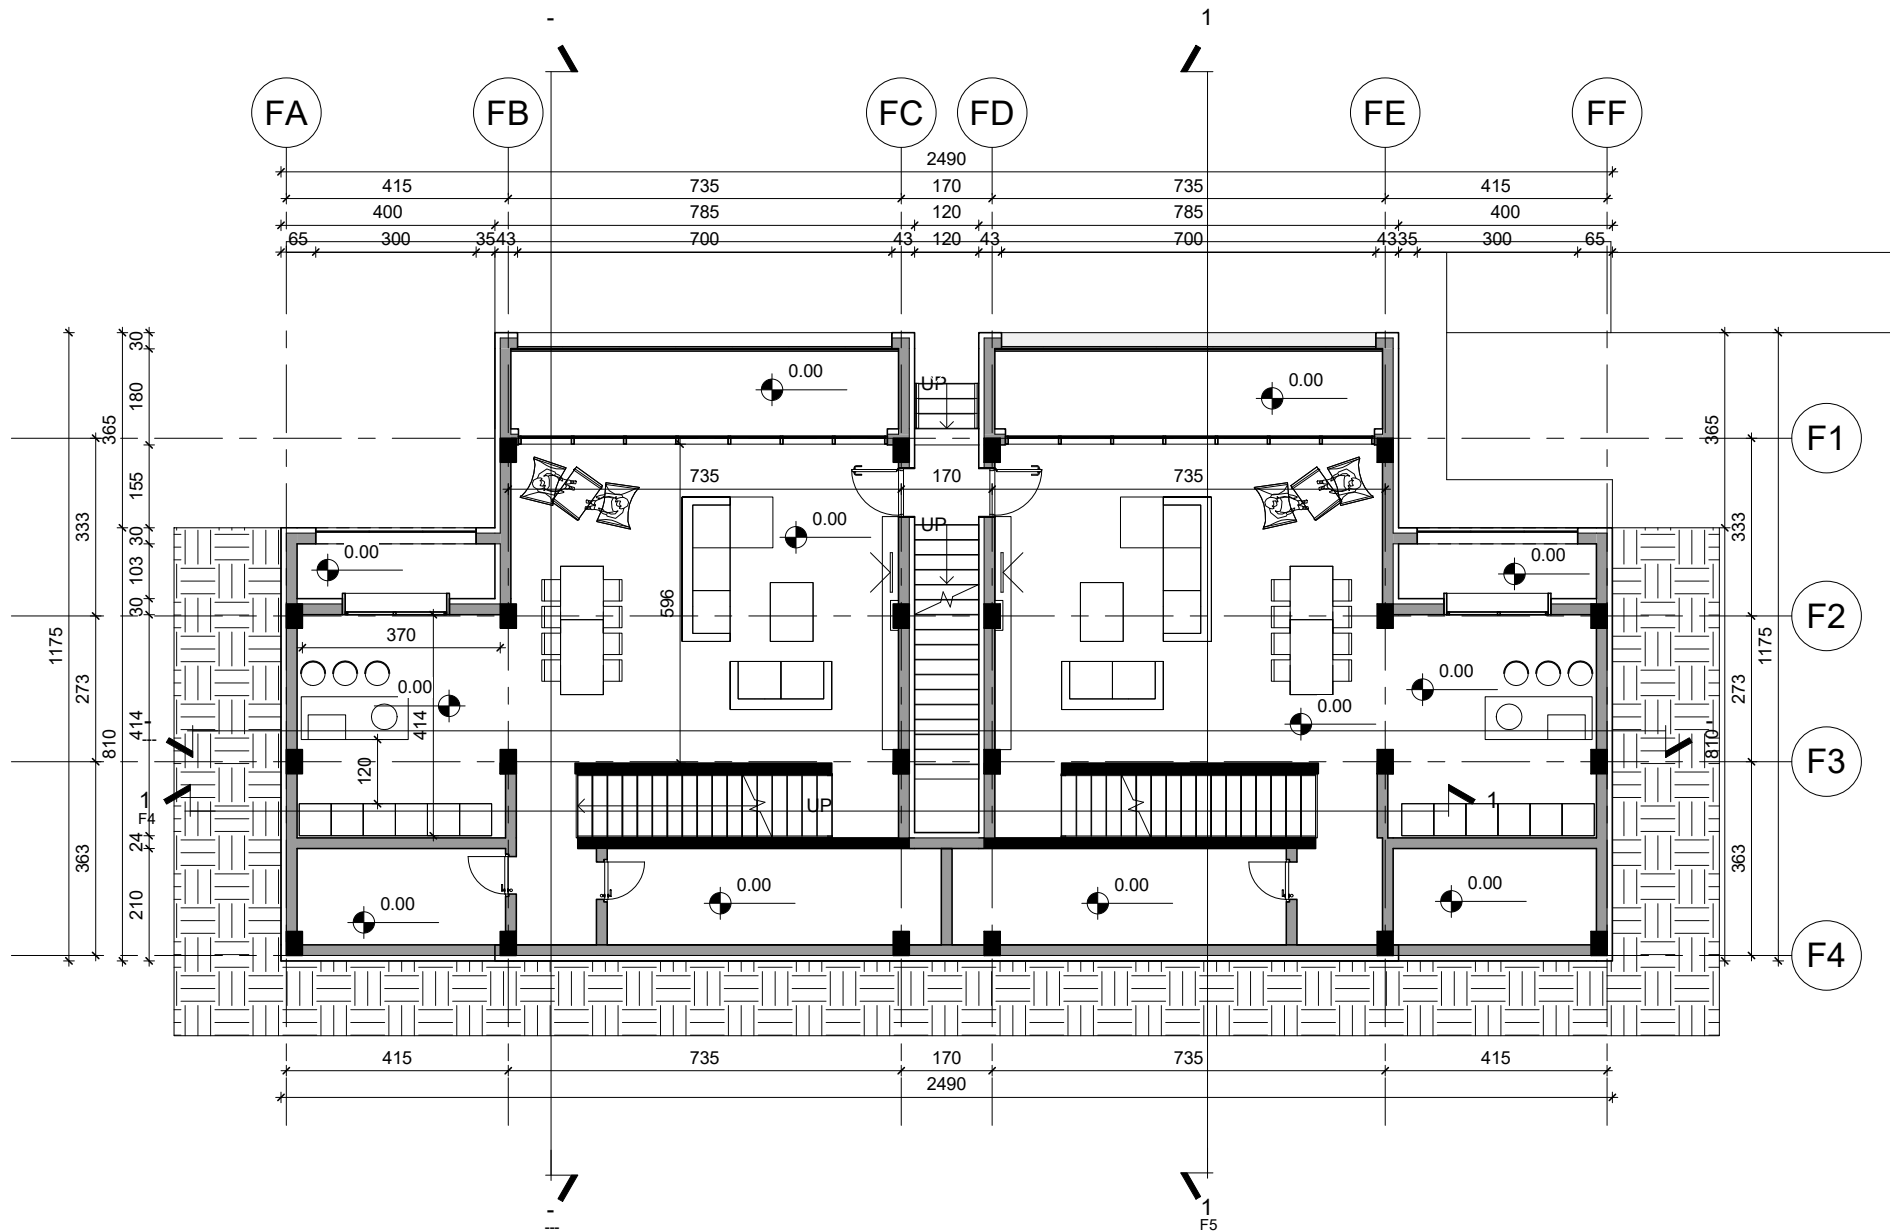 - 1
FA FB FC FD FE FF
2490
415 735 170 735 415
400 785 120 785 400
65 300 35 43 700 43 120 43 700 43 35 300 65
30
0.00 0.00
UP
180
365 365
F1
155
735 170 735
333 333
0.00
UP
30
0.00 0.00
103
596
30
F2
1175 1175
370
273 273
0.00 0.00
0.00
414 414
- -
---
810 810
F3
120
1 UP 1
F4
24
363 363
0.00 0.00 0.00 0.00
210
F4
415 735 170 735 415
2490
- 1
--- F5